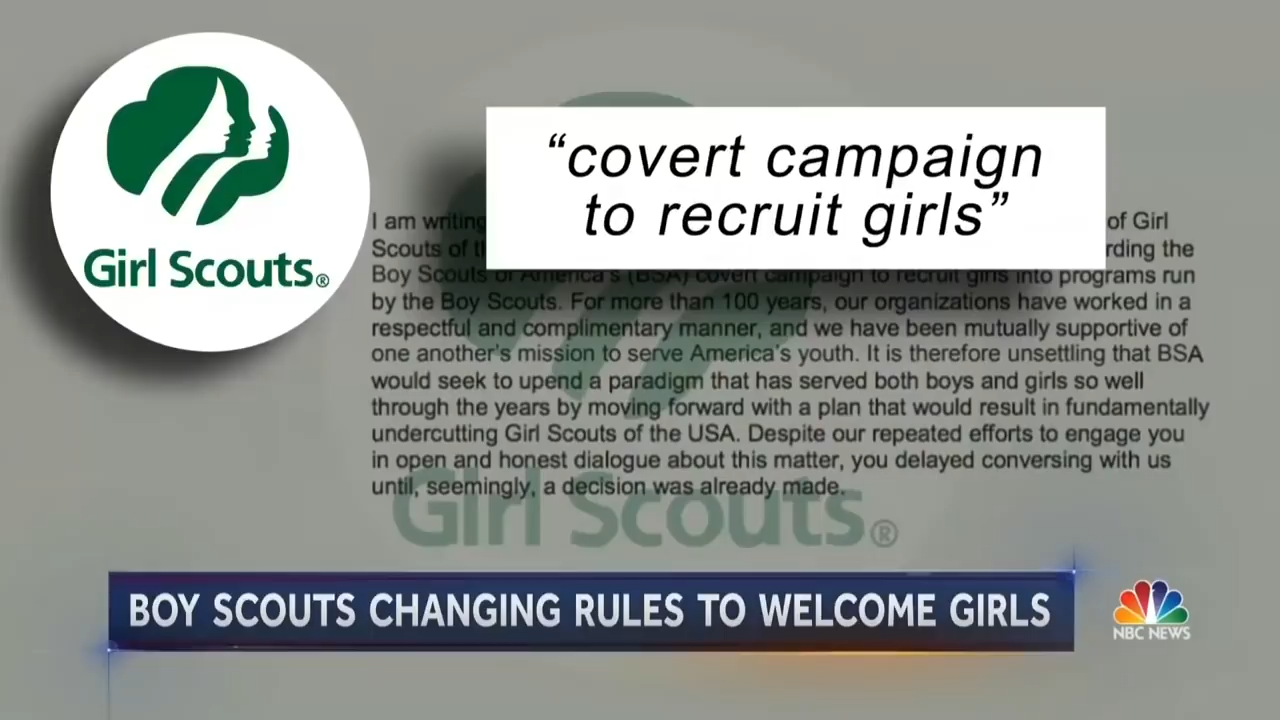 Girl Scouts®
“covert campaign
to recruit girls”
I am writing of Girl
Scouts of rding the
Boy Scouts of America's (BSA) covert campaign to recruit girls into programs run
by the Boy Scouts. For more than 100 years, our organizations have worked in a
respectful and complimentary manner, and we have been mutually supportive of
one another's mission to serve America's youth. It is therefore unsettling that BSA
would seek to upend a paradigm that has served both boys and girls so well
through the years by moving forward with a plan that would result in fundamentally
undercutting Girl Scouts of the USA. Despite our repeated efforts to engage you
in open and honest dialogue about this matter, you delayed conversing with us
until, seemingly, a decision was already made.
Girl Scouts®
BOY SCOUTS CHANGING RULES TO WELCOME GIRLS
NBC NEWS